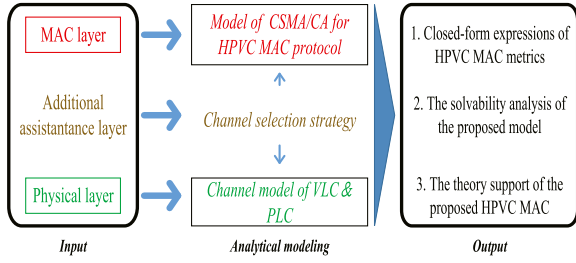 MAC layer
Additional
assistantance layer
Physical layer
Input
Model of CSMA/CA for
HPVC MAC protocol
Channel selection strategy
Channel model of VLC &
PLC
Analytical modeling
1. Closed-form expressions of
HPVC MAC metrics
2. The solvability analysis of
the proposed model
3. The theory support of the
proposed HPVC MAC
Output